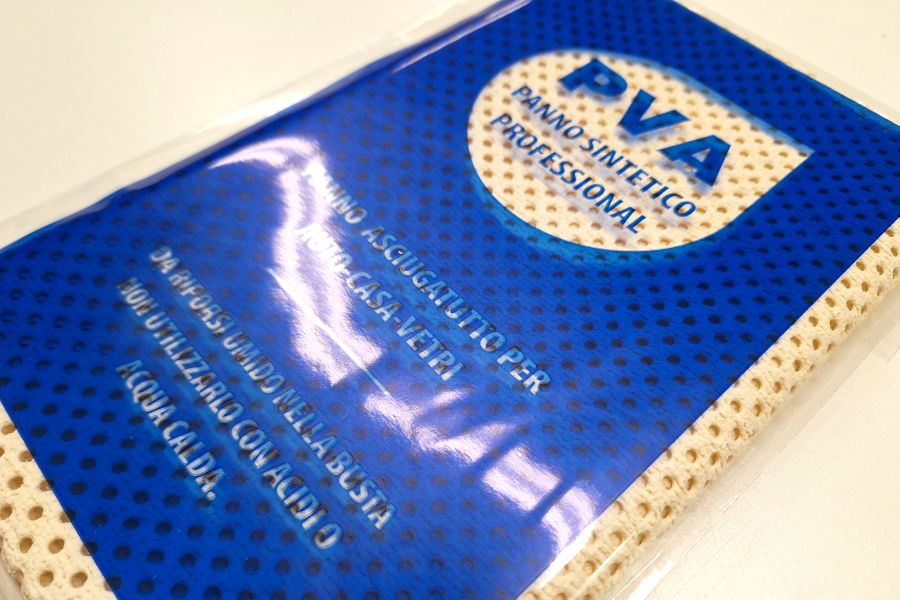 PVA
PANNO SINTETICO
PROFESSIONAL
PANNO ASCIUGATUTTO PER
AUTO-CASA-VETRI
DA RIPORSI UMIDO NELLA BUSTA
NON UTILIZZARLO CON ACIDI O
ACQUA CALDA.